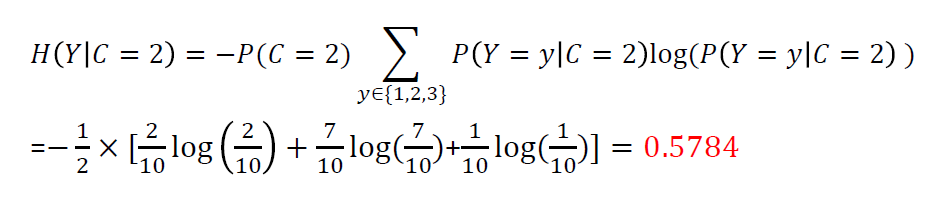 H(Y|C = 2) = −P(C = 2) ∑ P(Y = y|C = 2)log(P(Y = y|C = 2) )
y∈{1,2,3}
=−1/2 × [2/10 log (2/10) + 7/10 log(7/10)+1/10 log(1/10)] = 0.5784